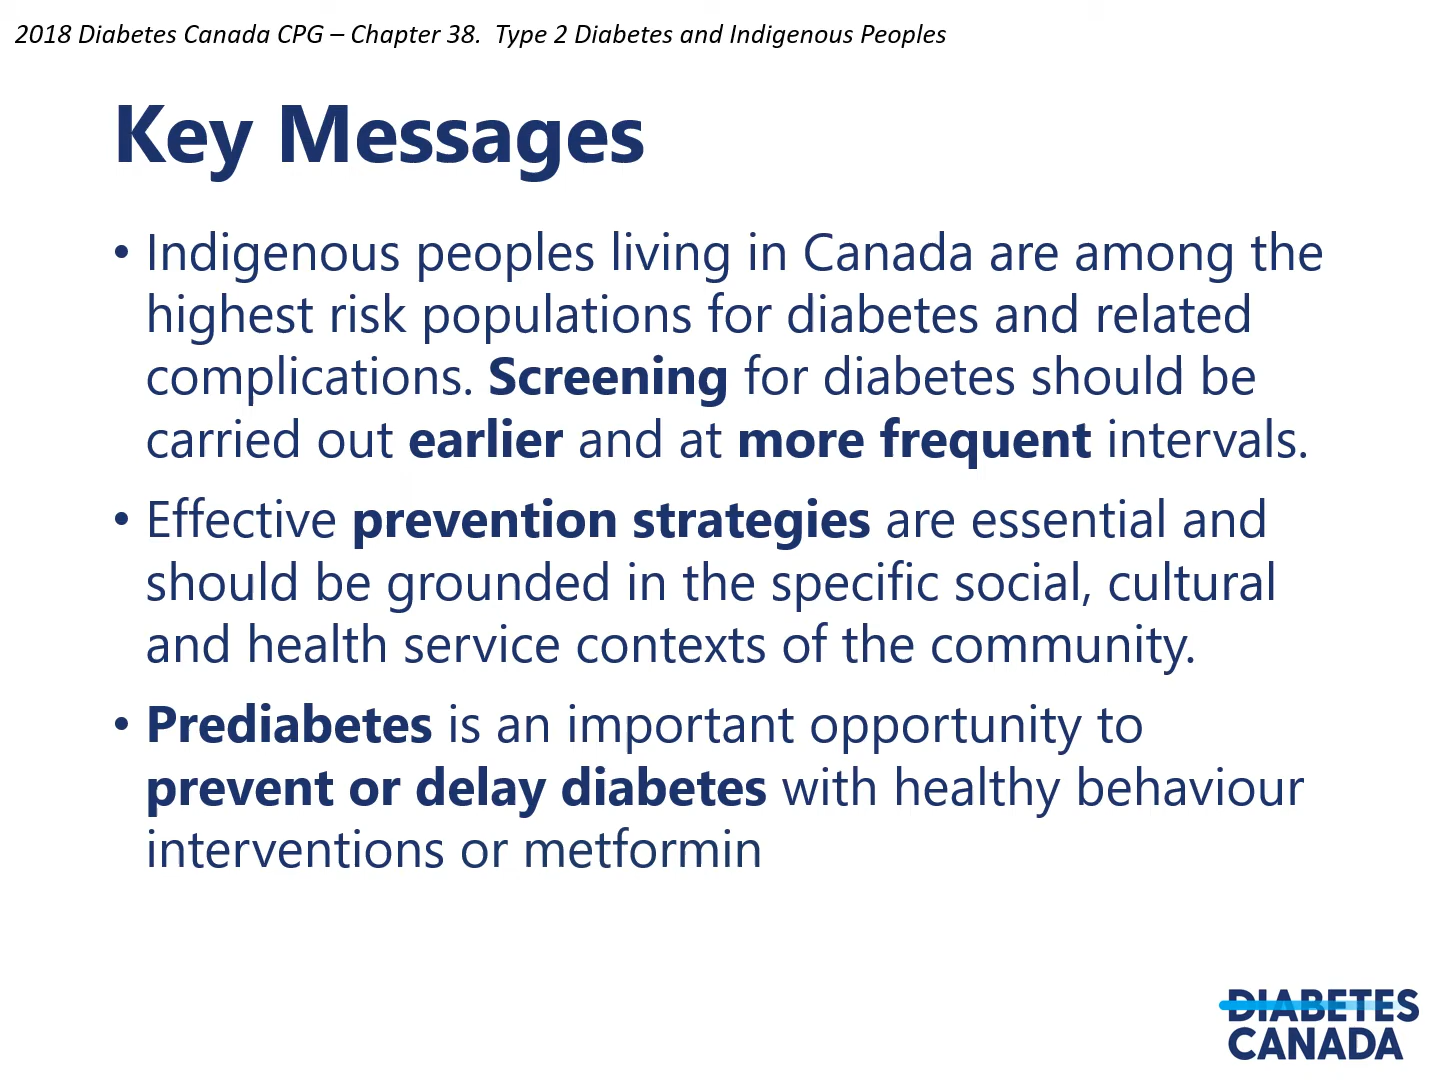 2018 Diabetes Canada CPG – Chapter 38.  Type 2 Diabetes and Indigenous Peoples
Key Messages
• Indigenous peoples living in Canada are among the
highest risk populations for diabetes and related
complications. Screening for diabetes should be
carried out earlier and at more frequent intervals.
• Effective prevention strategies are essential and
should be grounded in the specific social, cultural
and health service contexts of the community.
• Prediabetes is an important opportunity to
prevent or delay diabetes with healthy behaviour
interventions or metformin
DIABETES
CANADA